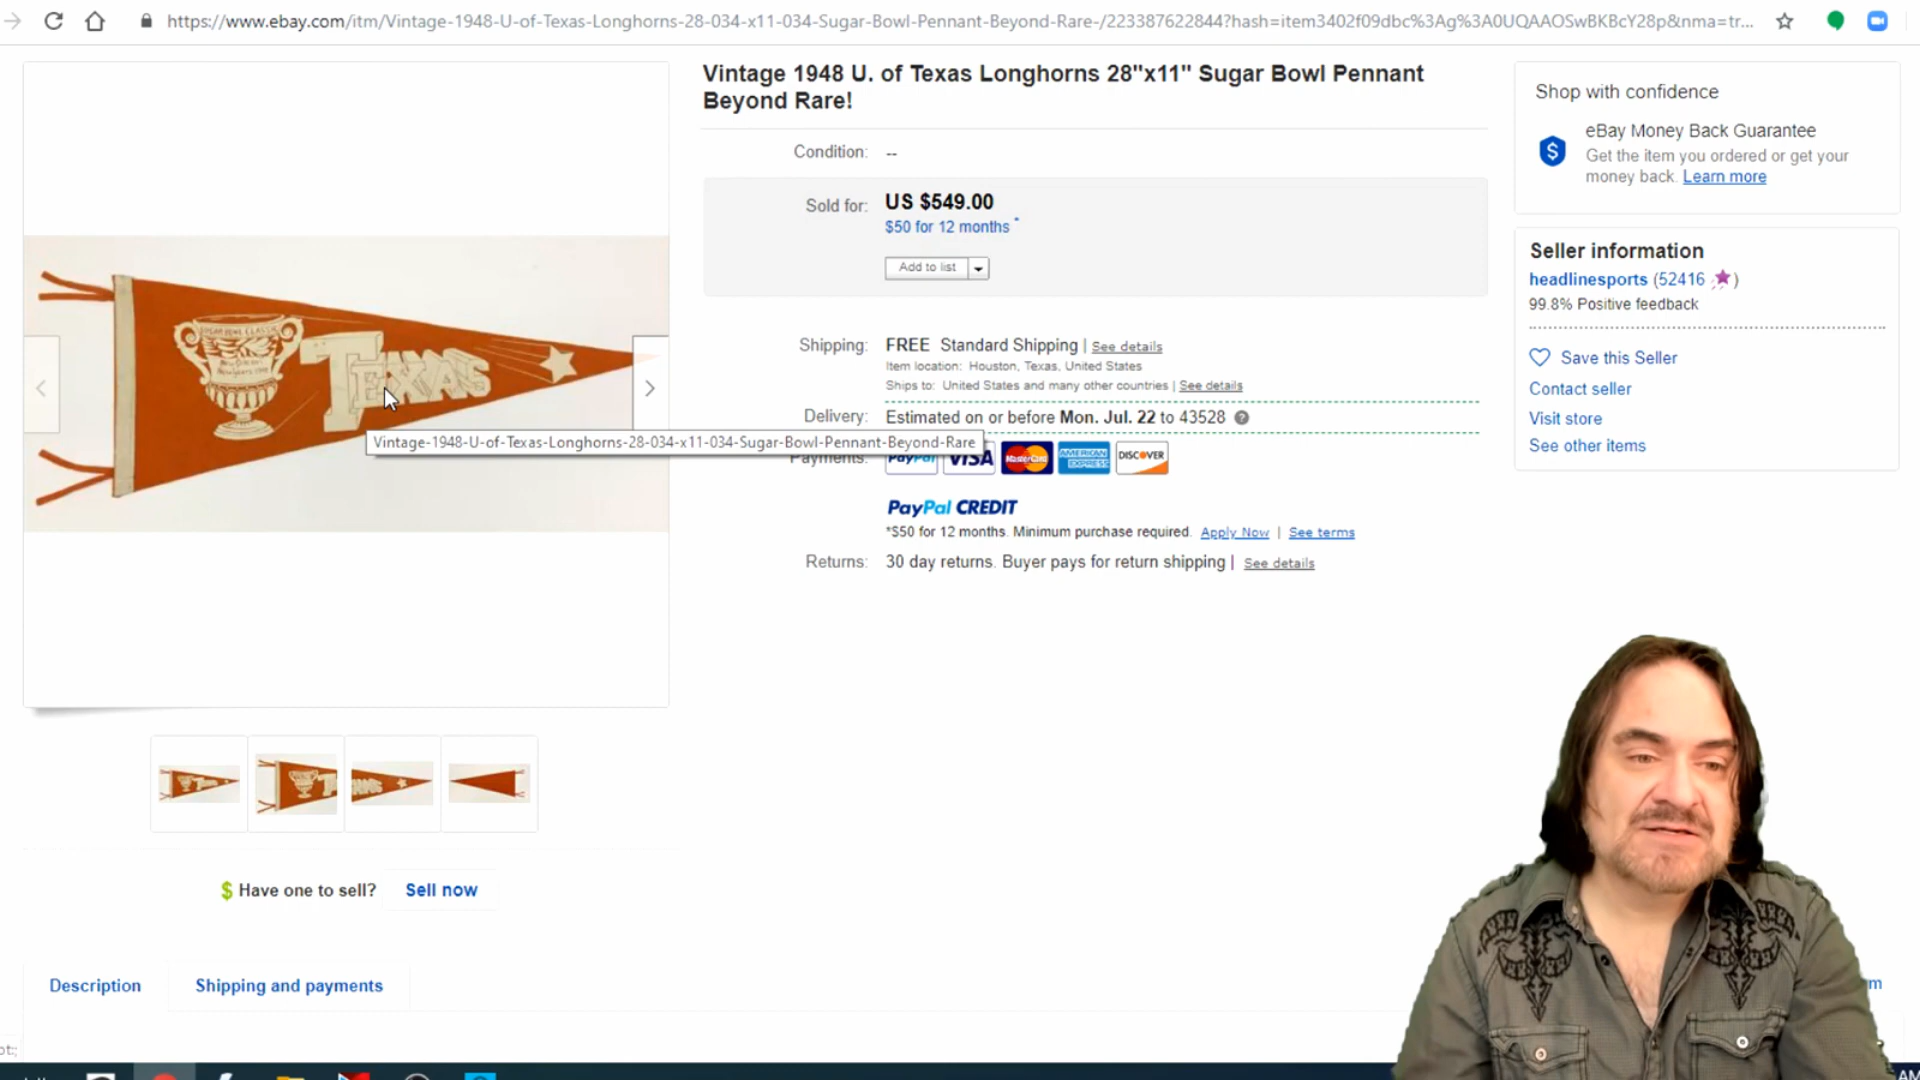 https://www.ebay.com/itm/Vintage-1948-U-of-Texas-Longhorns-28-034-x11-034-Sugar-Bowl-Pennant-Beyond-Rare-/223387622844?hash=item3402f09dbc%3Ag%3A0UQAAOSwBKBcY28p&nma=tr...
Vintage 1948 U. of Texas Longhorns 28"x11" Sugar Bowl Pennant
Beyond Rare!
Condition: --
Sold for: US $549.00
$50 for 12 months *
Add to list
Shipping: FREE Standard Shipping | See details
Item location: Houston, Texas, United States
Ships to: United States and many other countries | See details
Delivery: Estimated on or before Mon. Jul. 22 to 43528
Payments: PayPal VISA MasterCard AMERICAN EXPRESS DISCOVER
PayPal CREDIT
*$50 for 12 months. Minimum purchase required. Apply Now | See terms
Returns: 30 day returns. Buyer pays for return shipping | See details
Shop with confidence
eBay Money Back Guarantee
Get the item you ordered or get your
money back. Learn more
Seller information
headlinesports (52416 )
99.8% Positive feedback
Save this Seller
Contact seller
Visit store
See other items
SUGAR BOWL CLASSIC
TEXAS
Vintage-1948-U-of-Texas-Longhorns-28-034-x11-034-Sugar-Bowl-Pennant-Beyond-Rare
$ Have one to sell? Sell now
Description
Shipping and payments